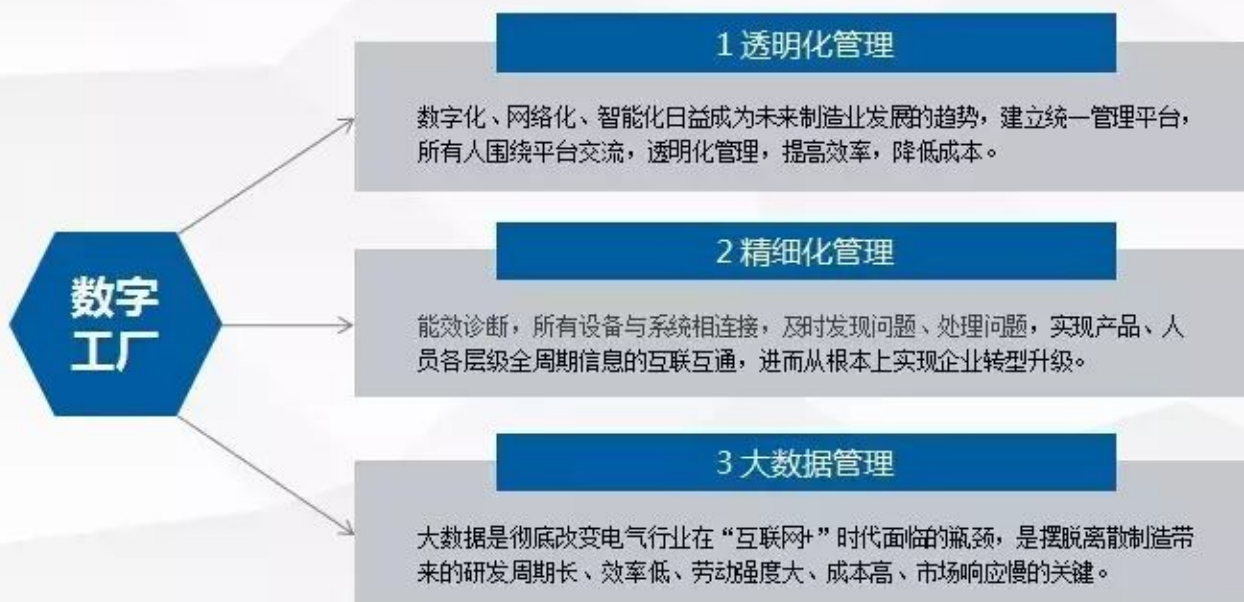 数字
工厂
1 透明化管理
数字化、网络化、智能化日益成为未来制造业发展的趋势，建立统一管理平台，
所有人围绕平台交流，透明化管理，提高效率，降低成本。
2 精细化管理
能效诊断，所有设备与系统相连接，及时发现问题、处理问题，实现产品、人
员各层级全周期信息的互联互通，进而从根本上实现企业转型升级。
3 大数据管理
大数据是彻底改变电气行业在“互联网+”时代面临的瓶颈，是摆脱离散制造带
来的研发周期长、效率低、劳动强度大、成本高、市场响应慢的关键。